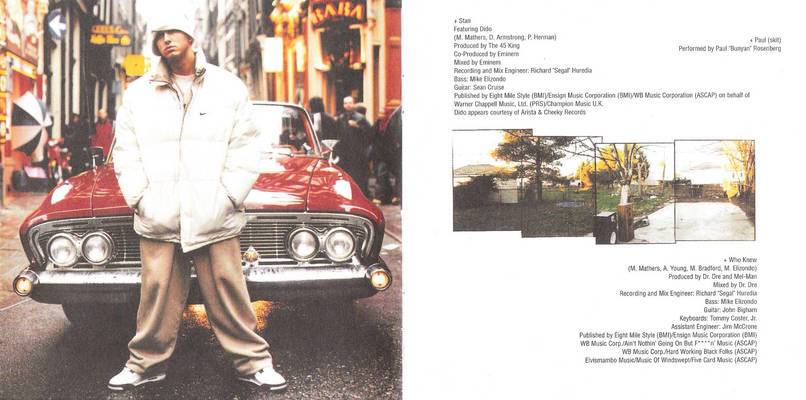 BABA
+ Stan
Featuring Dido
(M. Mathers, D. Armstrong, P. Herman)
Produced by The 45 King
Co-Produced by Eminem
Mixed by Eminem
Recording and Mix Engineer: Richard "Segal" Huredia
Bass: Mike Elizondo
Guitar: Sean Cruise
Published by Eight Mile Style (BMI)/Ensign Music Corporation (BMI)/WB Music Corporation (ASCAP) on behalf of
Warner Chappell Music, Ltd. (PRS)/Champion Music U.K.
Dido appears courtesy of Arista & Cheeky Records
+ Paul (skit)
Performed by Paul "Bunyan" Rosenberg
+ Who Knew
(M. Mathers, A. Young, M. Bradford, M. Elizondo)
Produced by Dr. Dre and Mel-Man
Mixed by Dr. Dre
Recording and Mix Engineer: Richard "Segal" Huredia
Bass: Mike Elizondo
Guitar: John Bigham
Keyboards: Tommy Coster, Jr.
Assistant Engineer: Jim McCrone
Published by Eight Mile Style (BMI)/Ensign Music Corporation (BMI)
WB Music Corp./Ain't Nothin' Going On But F****n' Music (ASCAP)
WB Music Corp./Hard Working Black Folks (ASCAP)
Elvismambo Music/Music Of Windswept/Five Card Music (ASCAP)